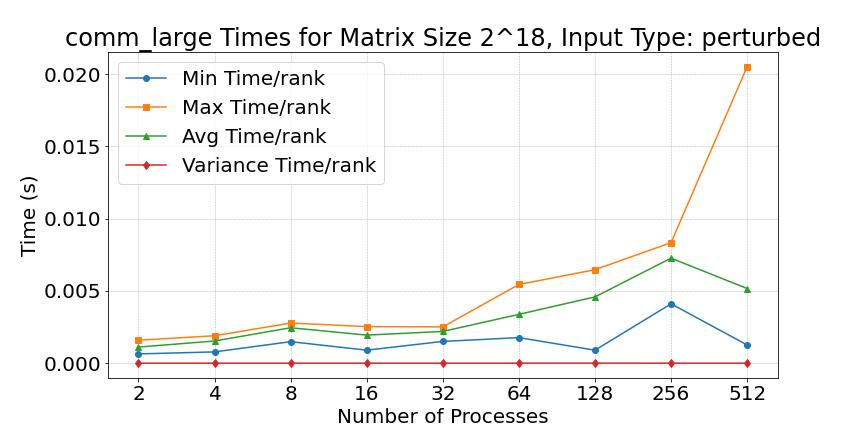 comm_large Times for Matrix Size 2^18, Input Type: perturbed
Min Time/rank
Max Time/rank
Avg Time/rank
Variance Time/rank
Time (s)
0.020
0.015
0.010
0.005
0.000
2 4 8 16 32 64 128 256 512
Number of Processes